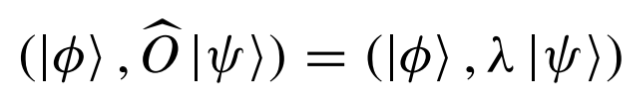 (|ϕ⟩ , Ô |ψ⟩) = (|ϕ⟩ , λ |ψ⟩)